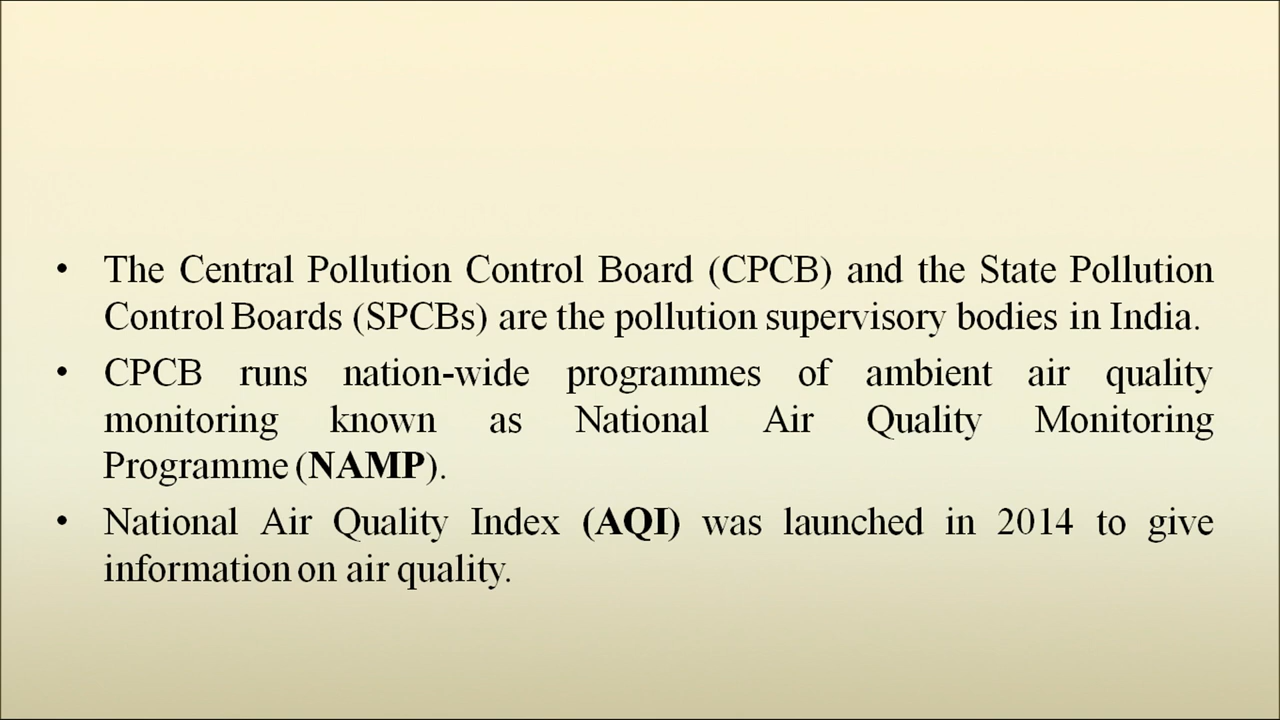 • The Central Pollution Control Board (CPCB) and the State Pollution
Control Boards (SPCBs) are the pollution supervisory bodies in India.
• CPCB runs nation-wide programmes of ambient air quality
monitoring known as National Air Quality Monitoring
Programme (NAMP).
• National Air Quality Index (AQI) was launched in 2014 to give
information on air quality.